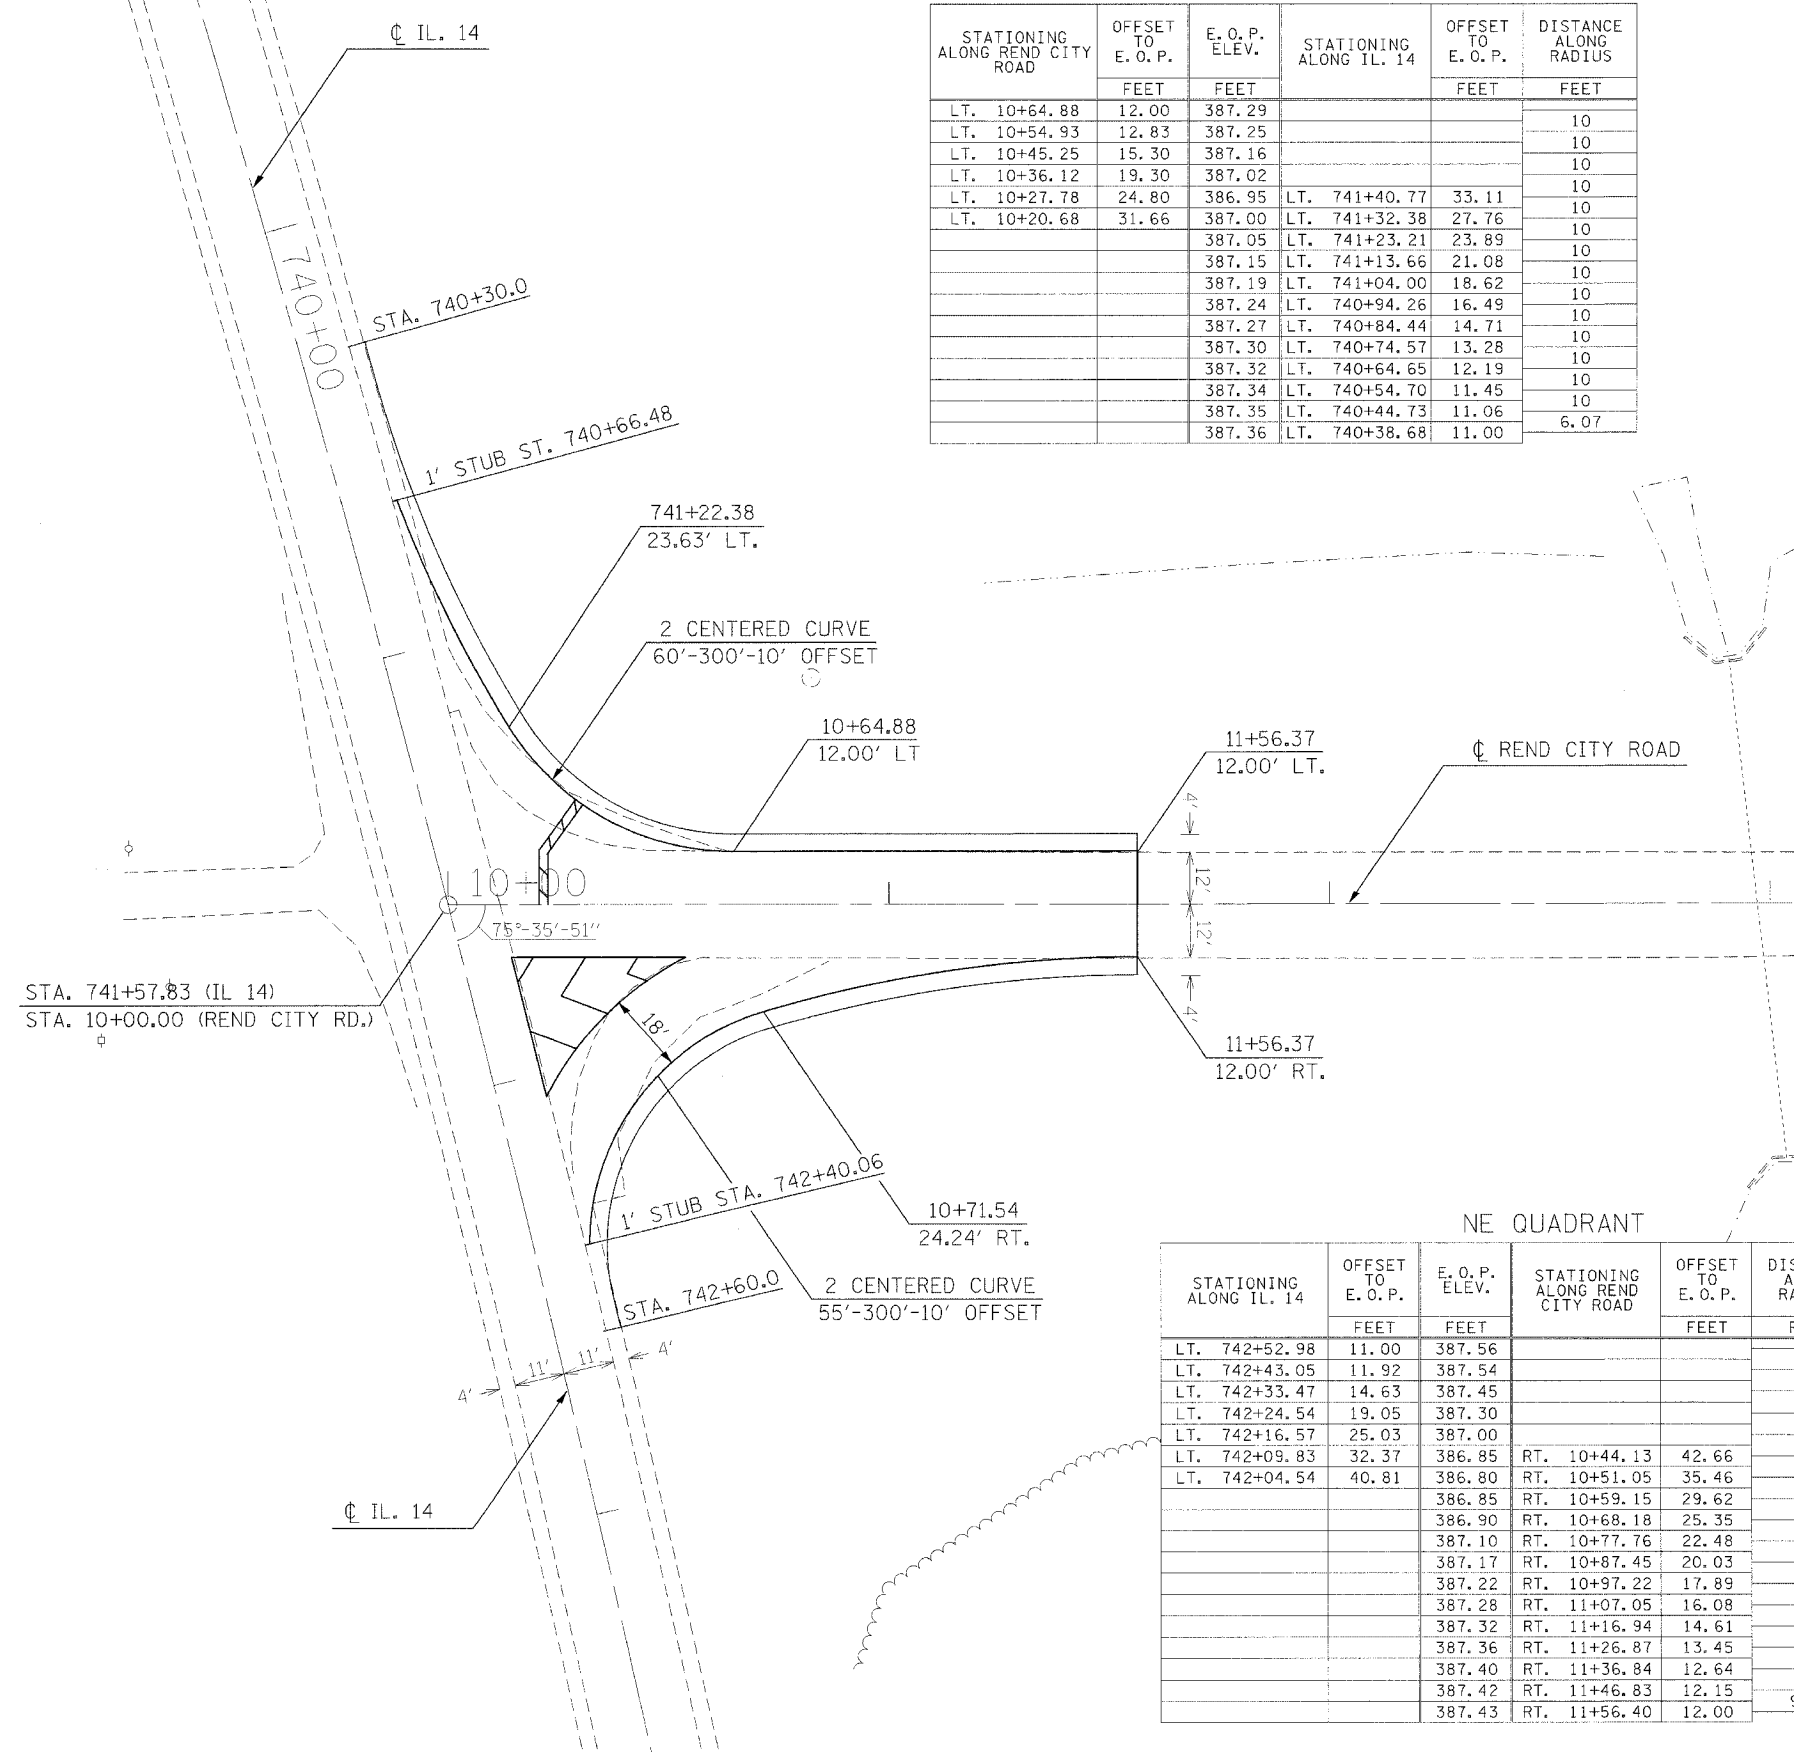 ℄ IL. 14
STATIONING ALONG REND CITY ROAD | OFFSET TO E.O.P. | E.O.P. ELEV. | STATIONING ALONG IL. 14 | OFFSET TO E.O.P. | DISTANCE ALONG RADIUS
FEET FEET FEET FEET
LT. 10+64.88 12.00 387.29
10
LT. 10+54.93 12.83 387.25
10
LT. 10+45.25 15.30 387.16
10
LT. 10+36.12 19.30 387.02
10
LT. 10+27.78 24.80 386.95 LT. 741+40.77 33.11
10
LT. 10+20.68 31.66 387.00 LT. 741+32.38 27.76
10
387.05 LT. 741+23.21 23.89
10
387.15 LT. 741+13.66 21.08
10
387.19 LT. 741+04.00 18.62
10
387.24 LT. 740+94.26 16.49
10
387.27 LT. 740+84.44 14.71
10
387.30 LT. 740+74.57 13.28
10
387.32 LT. 740+64.65 12.19
10
387.34 LT. 740+54.70 11.45
10
387.35 LT. 740+44.73 11.06
6.07
387.36 LT. 740+38.68 11.00
740+00
STA. 740+30.0
1' STUB ST. 740+66.48
741+22.38
23.63' LT.
2 CENTERED CURVE
60'-300'-10' OFFSET
10+64.88
12.00' LT
11+56.37
12.00' LT.
℄ REND CITY ROAD
4'
12'
12'
4'
10+00
75°-35'-51"
STA. 741+57.83 (IL 14)
STA. 10+00.00 (REND CITY RD.)
18'
11+56.37
12.00' RT.
1' STUB STA. 742+40.06
10+71.54
24.24' RT.
STA. 742+60.0
2 CENTERED CURVE
55'-300'-10' OFFSET
4' 11' 11' 4'
℄ IL. 14
NE QUADRANT
STATIONING ALONG IL. 14 | OFFSET TO E.O.P. | E.O.P. ELEV. | STATIONING ALONG REND CITY ROAD | OFFSET TO E.O.P.
FEET FEET FEET
LT. 742+52.98 11.00 387.56
LT. 742+43.05 11.92 387.54
LT. 742+33.47 14.63 387.45
LT. 742+24.54 19.05 387.30
LT. 742+16.57 25.03 387.00
LT. 742+09.83 32.37 386.85 RT. 10+44.13 42.66
LT. 742+04.54 40.81 386.80 RT. 10+51.05 35.46
386.85 RT. 10+59.15 29.62
386.90 RT. 10+68.18 25.35
387.10 RT. 10+77.76 22.48
387.17 RT. 10+87.45 20.03
387.22 RT. 10+97.22 17.89
387.28 RT. 11+07.05 16.08
387.32 RT. 11+16.94 14.61
387.36 RT. 11+26.87 13.45
387.40 RT. 11+36.84 12.64
387.42 RT. 11+46.83 12.15
387.43 RT. 11+56.40 12.00